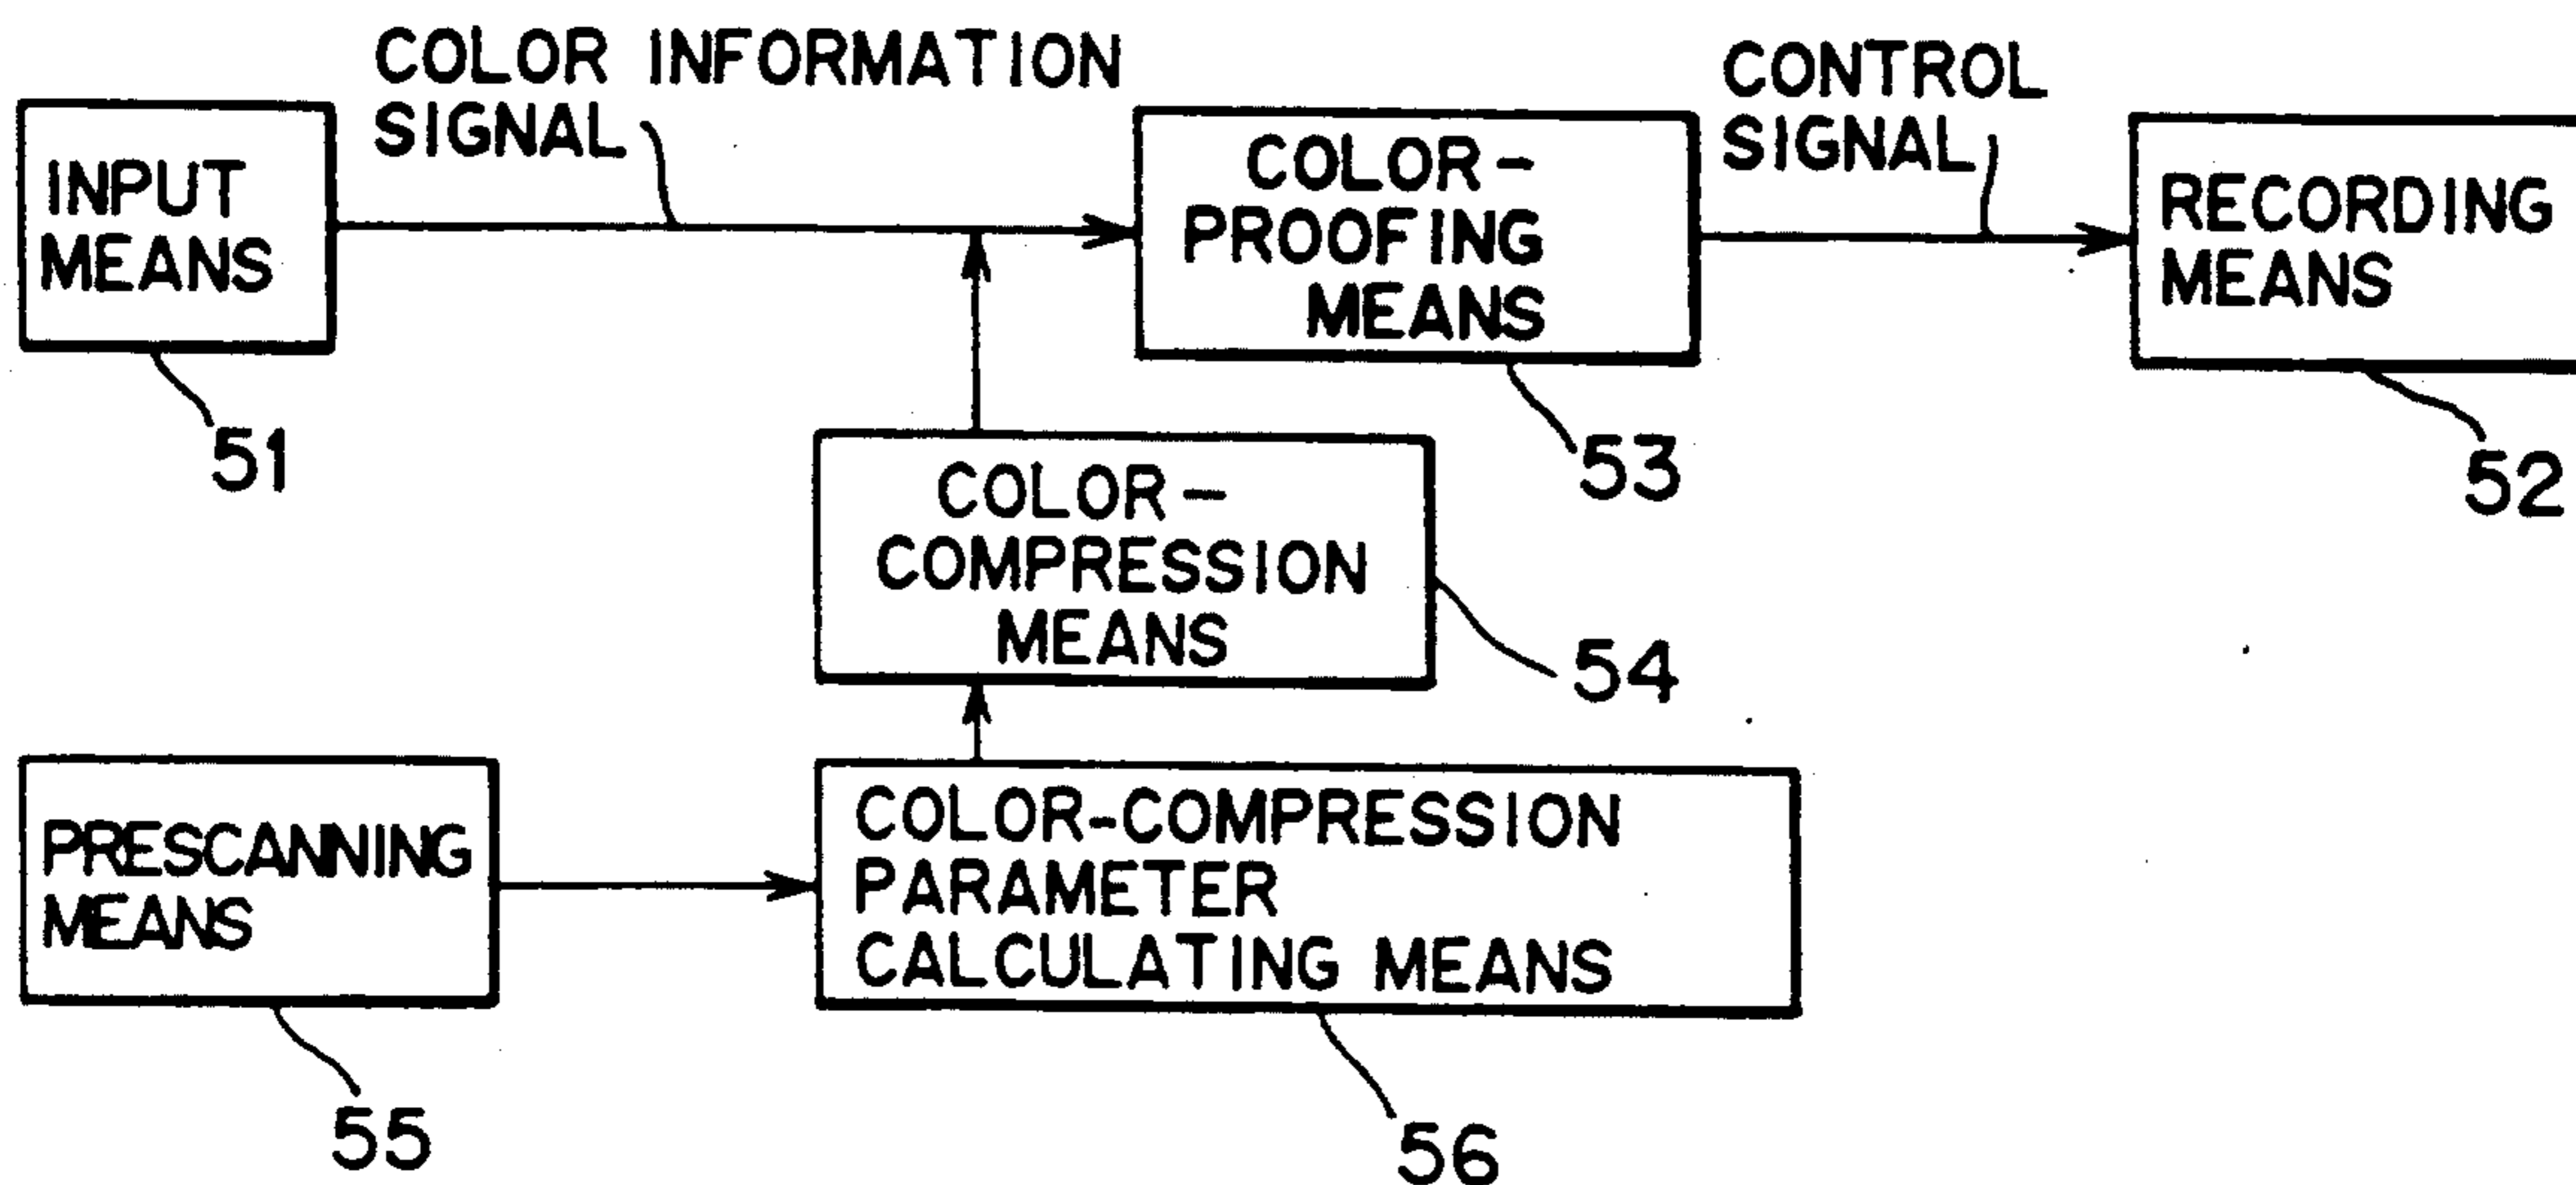 COLOR INFORMATION
SIGNAL
CONTROL
SIGNAL
INPUT
MEANS
COLOR-
PROOFING
MEANS
RECORDING
MEANS
51
53
52
COLOR-
COMPRESSION
MEANS
54
PRESCANNING
MEANS
COLOR-COMPRESSION
PARAMETER
CALCULATING MEANS
55
56